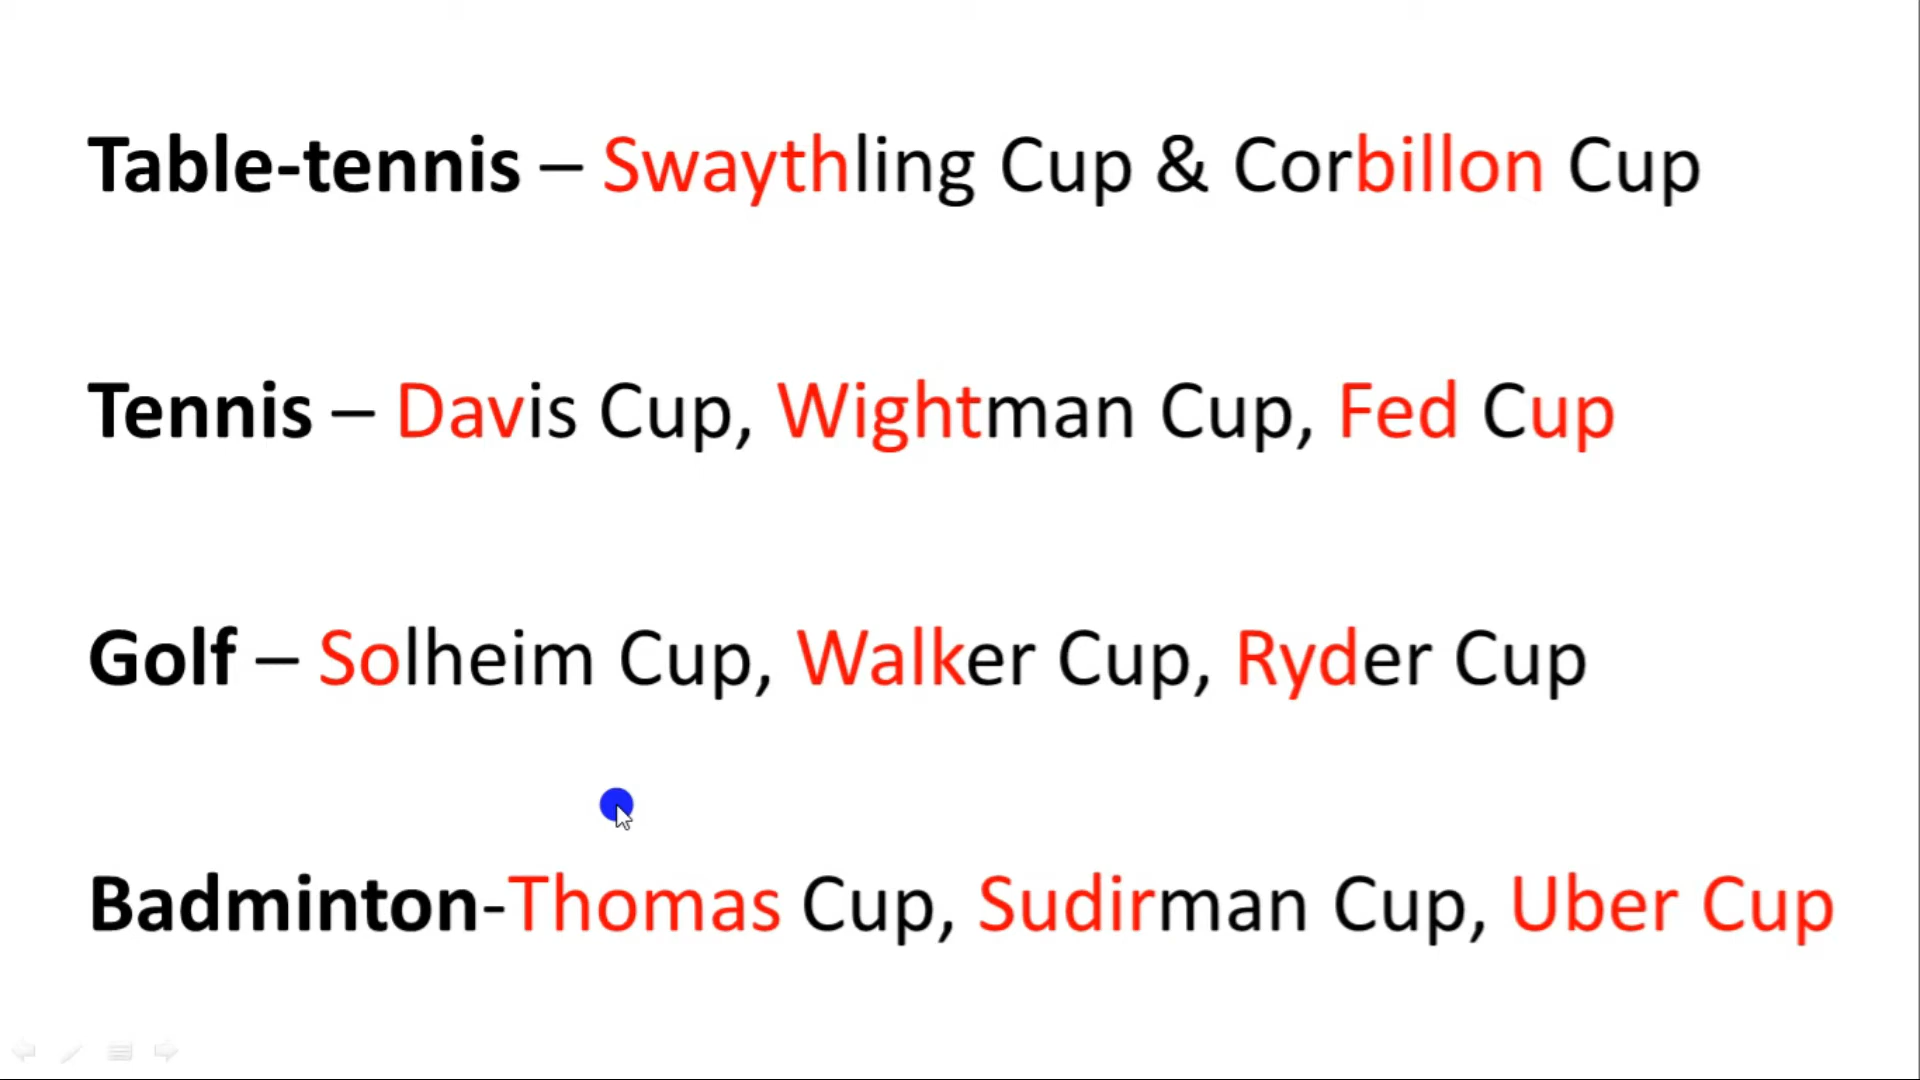 Table-tennis – Swaythling Cup & Corbillon Cup
Tennis – Davis Cup, Wightman Cup, Fed Cup
Golf – Solheim Cup, Walker Cup, Ryder Cup
Badminton-Thomas Cup, Sudirman Cup, Uber Cup